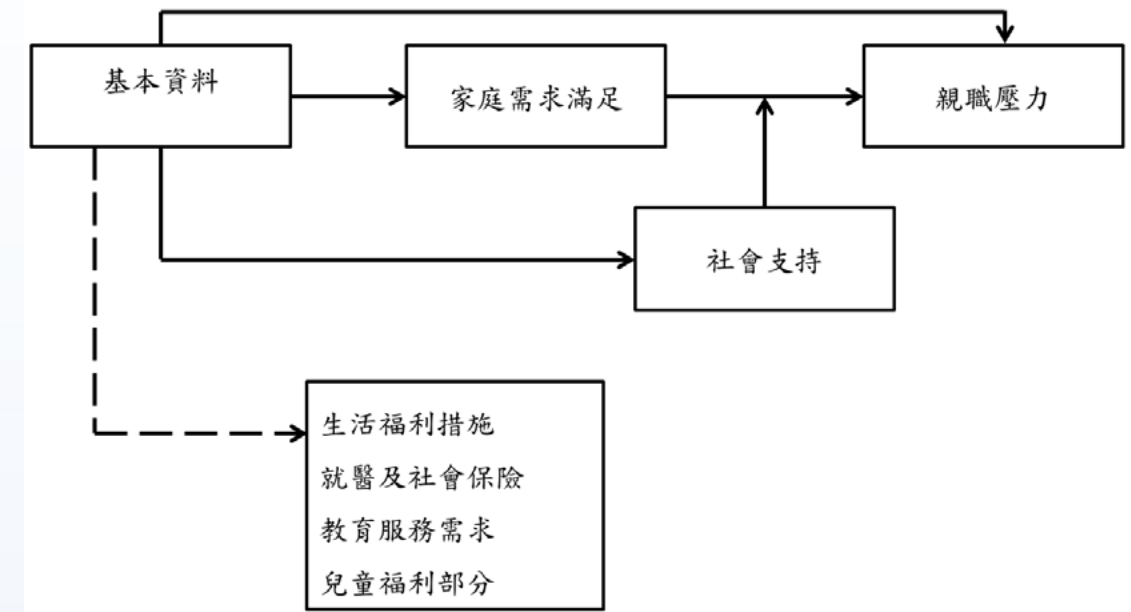 基本資料
家庭需求滿足
親職壓力
社會支持
生活福利措施
就醫及社會保險
教育服務需求
兒童福利部分